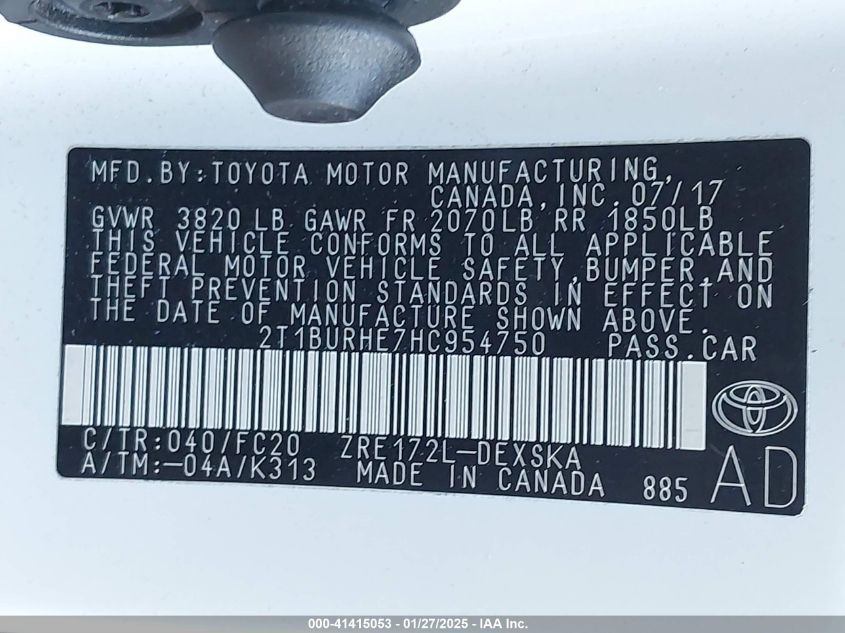 MFD.BY:TOYOTA MOTOR MANUFACTURING,
CANADA,INC. 07/17
GVWR 3820 LB GAWR FR 2070LB RR 1850LB
THIS VEHICLE CONFORMS TO ALL APPLICABLE
FEDERAL MOTOR VEHICLE SAFETY,BUMPER,AND
THEFT PREVENTION STANDARDS IN EFFECT ON
THE DATE OF MANUFACTURE SHOWN ABOVE.
2T1BURHE7HC954750 PASS.CAR
C/TR:040/FC20 ZRE172L-DEXSKA
A/TM:-04A/K313 MADE IN CANADA 885 AD
000-41415053 - 01/27/2025 - IAA Inc.